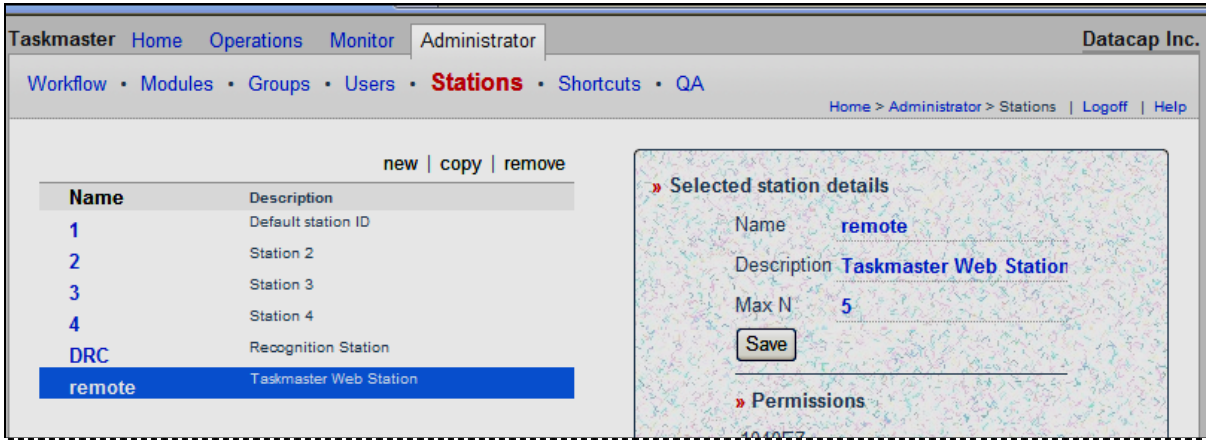 Taskmaster Home Operations Monitor Administrator Datacap Inc.
Workflow • Modules • Groups • Users • Stations • Shortcuts • QA
Home > Administrator > Stations | Logoff | Help
new | copy | remove
Name Description
1 Default station ID
2 Station 2
3 Station 3
4 Station 4
DRC Recognition Station
remote Taskmaster Web Station
» Selected station details
Name remote
Description Taskmaster Web Station
Max N 5
Save
» Permissions